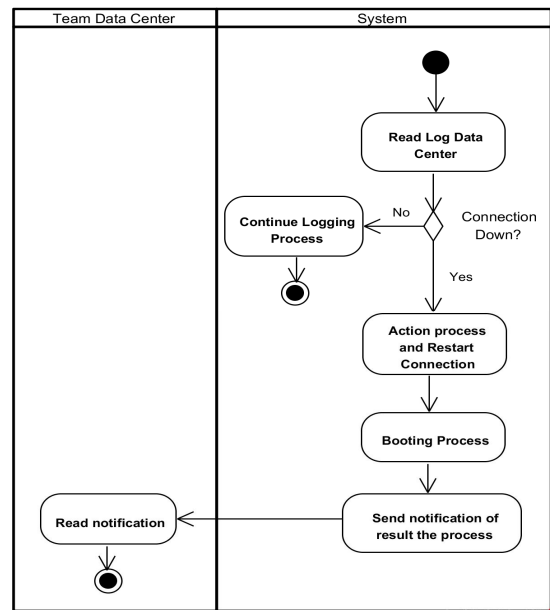 Team Data Center
System
Read Log Data
Center
No
Connection
Down?
Continue Logging
Process
Yes
Action process
and Restart
Connection
Booting Process
Send notification of
result the process
Read notification